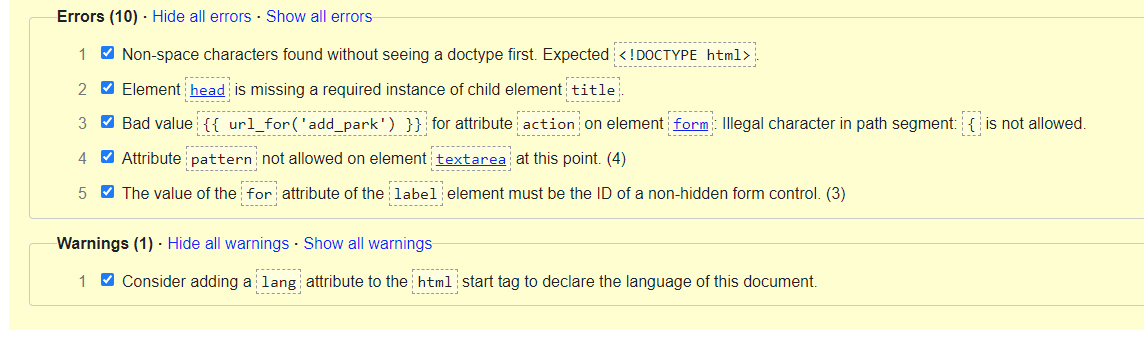 Errors (10) · Hide all errors · Show all errors
1 Non-space characters found without seeing a doctype first. Expected <!DOCTYPE html>.
2 Element head is missing a required instance of child element title.
3 Bad value {{ url_for('add_park') }} for attribute action on element form: Illegal character in path segment: { is not allowed.
4 Attribute pattern not allowed on element textarea at this point. (4)
5 The value of the for attribute of the label element must be the ID of a non-hidden form control. (3)
Warnings (1) · Hide all warnings · Show all warnings
1 Consider adding a lang attribute to the html start tag to declare the language of this document.